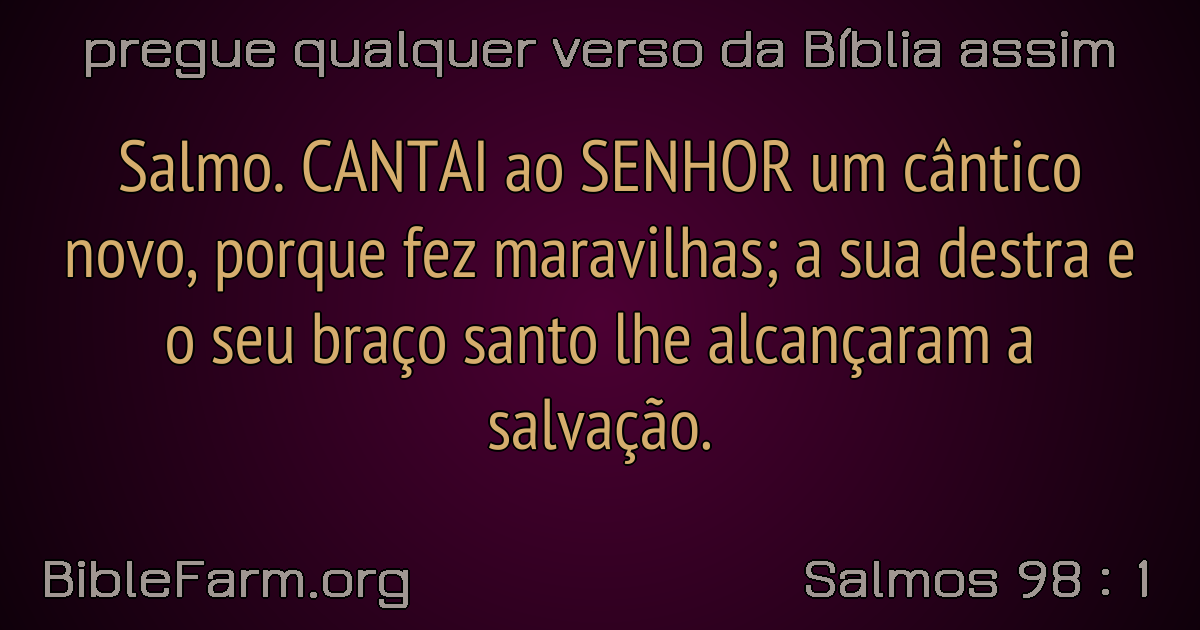 pregue qualquer verso da Bíblia assim
Salmo. CANTAI ao SENHOR um cântico
novo, porque fez maravilhas; a sua destra e
o seu braço santo lhe alcançaram a
salvação.
BibleFarm.org
Salmos 98 : 1